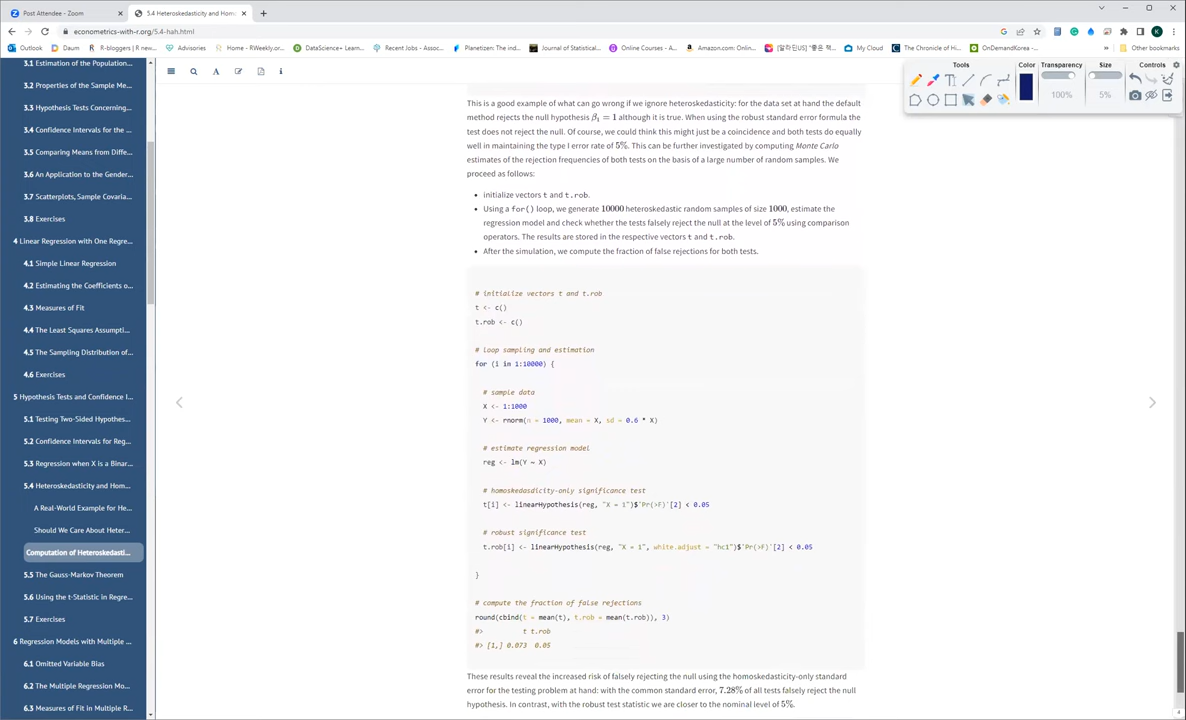 Post Attendee - Zoom
5.4 Heteroskedasticity and Hom
econometrics-with-r.org/5.4-hah.html
Outlook
Daum
R-bloggers | R new...
Advisories
Home - RWeekly.or...
DataScience+ Learn...
Recent Jobs - Assoc...
Planetizen: The ind...
Journal of Statistical...
Online Courses - A...
Amazon.com: Onlin...
My Cloud
The Chronicle of Hi...
OnDemandKorea -...
Other bookmarks
Tools
Color
Transparency
Size
Controls
100%
5%
3.1 Estimation of the Population...
3.2 Properties of the Sample Me...
3.3 Hypothesis Tests Concerning...
3.4 Confidence Intervals for the ...
3.5 Comparing Means from Diffe...
3.6 An Application to the Gender...
3.7 Scatterplots, Sample Covaria...
3.8 Exercises
4 Linear Regression with One Regre...
4.1 Simple Linear Regression
4.2 Estimating the Coefficients o...
4.3 Measures of Fit
4.4 The Least Squares Assumpti...
4.5 The Sampling Distribution of...
4.6 Exercises
5 Hypothesis Tests and Confidence I...
5.1 Testing Two-Sided Hypothes...
5.2 Confidence Intervals for Reg...
5.3 Regression when X is a Binar...
5.4 Heteroskedasticity and Hom...
A Real-World Example for He...
Should We Care About Heter...
Computation of Heteroskedasti...
5.5 The Gauss-Markov Theorem
5.6 Using the t-Statistic in Regre...
5.7 Exercises
6 Regression Models with Multiple ...
6.1 Omitted Variable Bias
6.2 The Multiple Regression Mo...
6.3 Measures of Fit in Multiple R...
This is a good example of what can go wrong if we ignore heteroskedasticity: for the data set at hand the default
method rejects the null hypothesis β₁ = 1 although it is true. When using the robust standard error formula the
test does not reject the null. Of course, we could think this might just be a coincidence and both tests do equally
well in maintaining the type I error rate of 5%. This can be further investigated by computing Monte Carlo
estimates of the rejection frequencies of both tests on the basis of a large number of random samples. We
proceed as follows:
• initialize vectors t and t.rob.
• Using a for() loop, we generate 10000 heteroskedastic random samples of size 1000, estimate the
regression model and check whether the tests falsely reject the null at the level of 5% using comparison
operators. The results are stored in the respective vectors t and t.rob.
• After the simulation, we compute the fraction of false rejections for both tests.
# initialize vectors t and t.rob
t <- c()
t.rob <- c()
# loop sampling and estimation
for (i in 1:10000) {
# sample data
X <- 1:1000
Y <- rnorm(n = 1000, mean = X, sd = 0.6 * X)
# estimate regression model
reg <- lm(Y ~ X)
# homoskedasdicity-only significance test
t[i] <- linearHypothesis(reg, "X = 1")$'Pr(>F)'[2] < 0.05
# robust significance test
t.rob[i] <- linearHypothesis(reg, "X = 1", white.adjust = "hc1")$'Pr(>F)'[2] < 0.05
}
# compute the fraction of false rejections
round(cbind(t = mean(t), t.rob = mean(t.rob)), 3)
#> t t.rob
#> [1,] 0.073 0.05
These results reveal the increased risk of falsely rejecting the null using the homoskedasticity-only standard
error for the testing problem at hand: with the common standard error, 7.28% of all tests falsely reject the null
hypothesis. In contrast, with the robust test statistic we are closer to the nominal level of 5%.